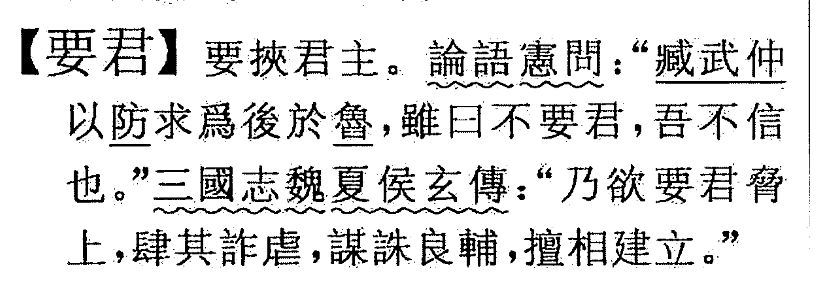 【要君】要挾君主。論語憲問：“臧武仲
以防求爲後於魯，雖曰不要君，吾不信
也。”三國志魏夏侯玄傳：“乃欲要君脅
上，肆其詐虐，謀誅良輔，擅相建立。”